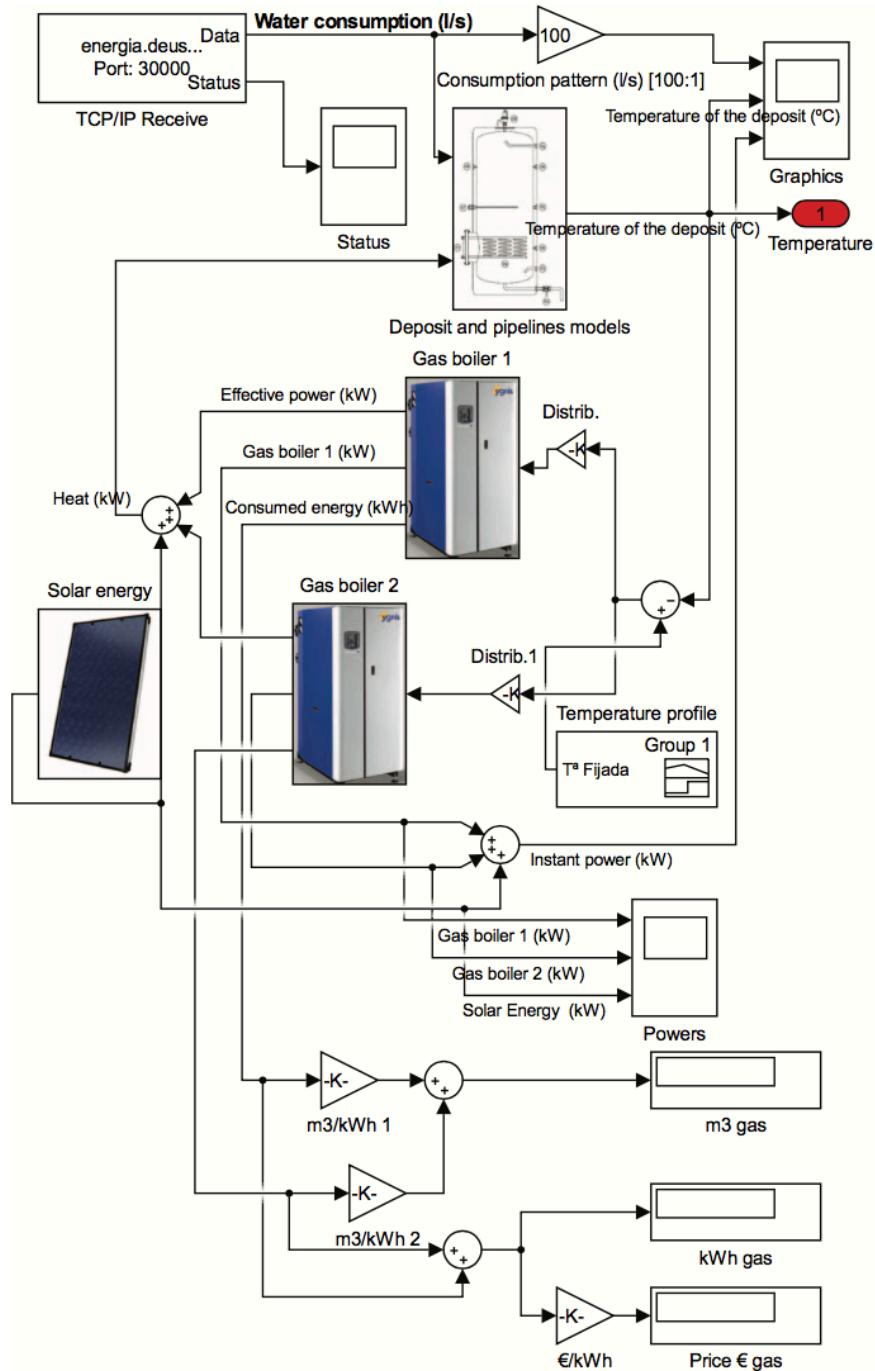 Water consumption (l/s)
energia.deus...
Port: 30000
Data
Status
TCP/IP Receive
100
Consumption pattern (l/s) [100:1]
Temperature of the deposit (ºC)
Graphics
Status
Temperature of the deposit (ºC)
1
Temperature
Deposit and pipelines models
Gas boiler 1
Effective power (kW)
ygnis
Distrib.
-K
Gas boiler 1 (kW)
Heat (kW)
Consumed energy (kWh)
+
+
+
Solar energy
Gas boiler 2
ygnis
−
+
Distrib.1
-K
Temperature profile
Group 1
Tª Fijada
+
+
+
Instant power (kW)
Gas boiler 1 (kW)
Gas boiler 2 (kW)
Solar Energy (kW)
Powers
-K-
+
+
m3/kWh 1
m3 gas
-K-
m3/kWh 2
+
+
kWh gas
-K-
€/kWh
Price € gas